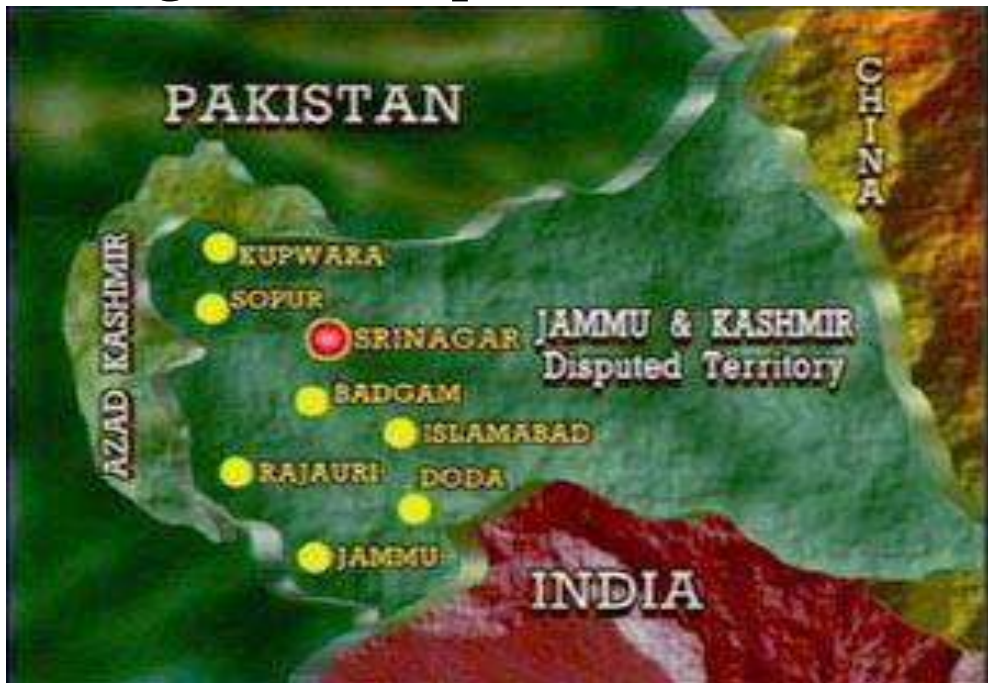 PAKISTAN
CHINA
AZAD KASHMIR
KUPWARA
SOPUR
SRINAGAR
JAMMU & KASHMIR
Disputed Territory
BADGAM
ISLAMABAD
RAJAURI
DODA
JAMMU
INDIA